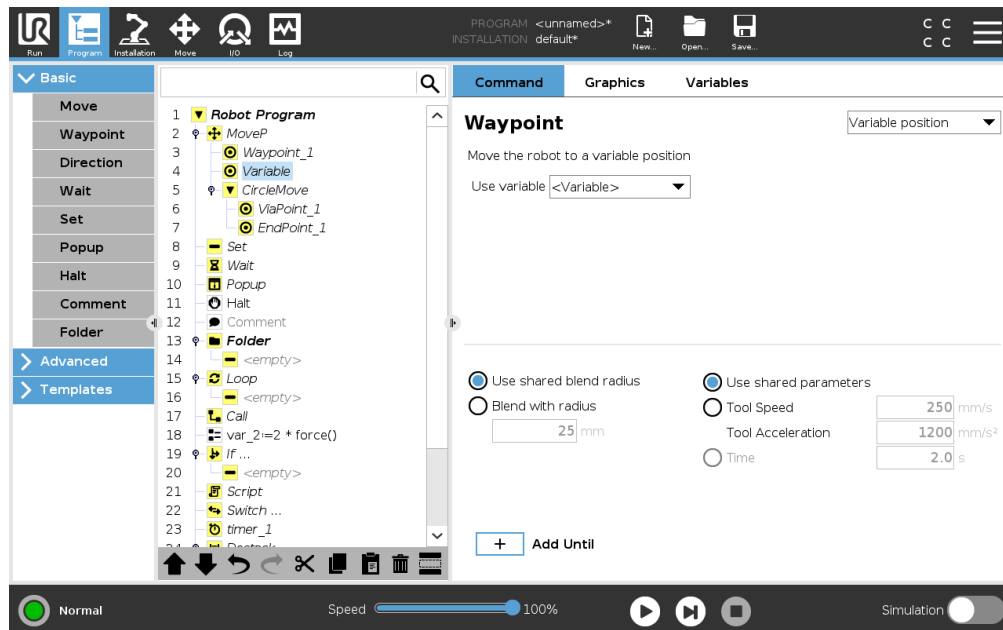 UR
PROGRAM <unnamed>*
INSTALLATION default*
Run Program Installation Move I/O Log New... Open... Save...
C C
C C
Basic
Move
Waypoint
Direction
Wait
Set
Popup
Halt
Comment
Folder
Advanced
Templates
1 Robot Program
2 MoveP
3 Waypoint_1
4 Variable
5 CircleMove
6 ViaPoint_1
7 EndPoint_1
8 Set
9 Wait
10 Popup
11 Halt
12 Comment
13 Folder
14 <empty>
15 Loop
16 <empty>
17 Call
18 var_2:=2 * force()
19 If ...
20 <empty>
21 Script
22 Switch ...
23 timer_1
Command Graphics Variables
Waypoint Variable position
Move the robot to a variable position
Use variable <Variable>
Use shared blend radius
Blend with radius
25 mm
Use shared parameters
Tool Speed 250 mm/s
Tool Acceleration 1200 mm/s²
Time 2.0 s
+ Add Until
Normal Speed 100% Simulation